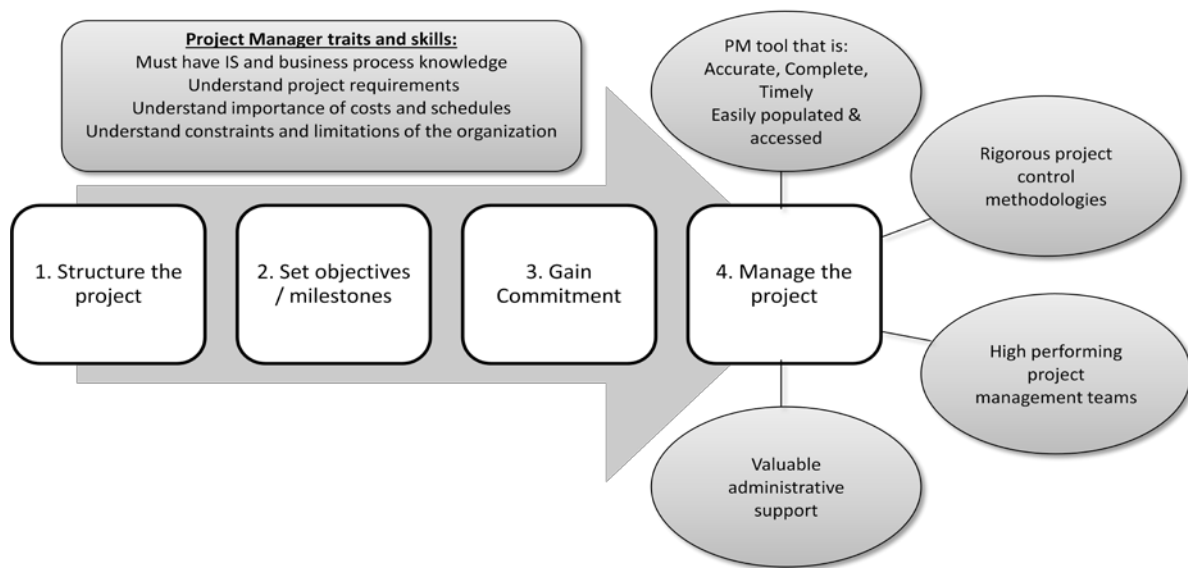 Project Manager traits and skills:
Must have IS and business process knowledge
Understand project requirements
Understand importance of costs and schedules
Understand constraints and limitations of the organization
PM tool that is:
Accurate, Complete,
Timely
Easily populated &
accessed
Rigorous project
control
methodologies
1. Structure the
project
2. Set objectives
/ milestones
3. Gain
Commitment
4. Manage the
project
High performing
project
management teams
Valuable
administrative
support